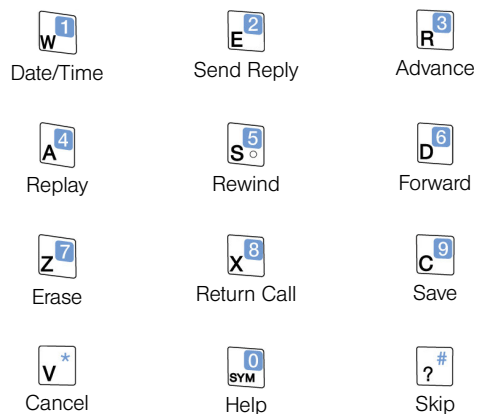 W 1 E 2 R 3
Date/Time Send Reply Advance
A 4 S 5 D 6
Replay Rewind Forward
Z 7 X 8 C 9
Erase Return Call Save
V * SYM 0 ? #
Cancel Help Skip